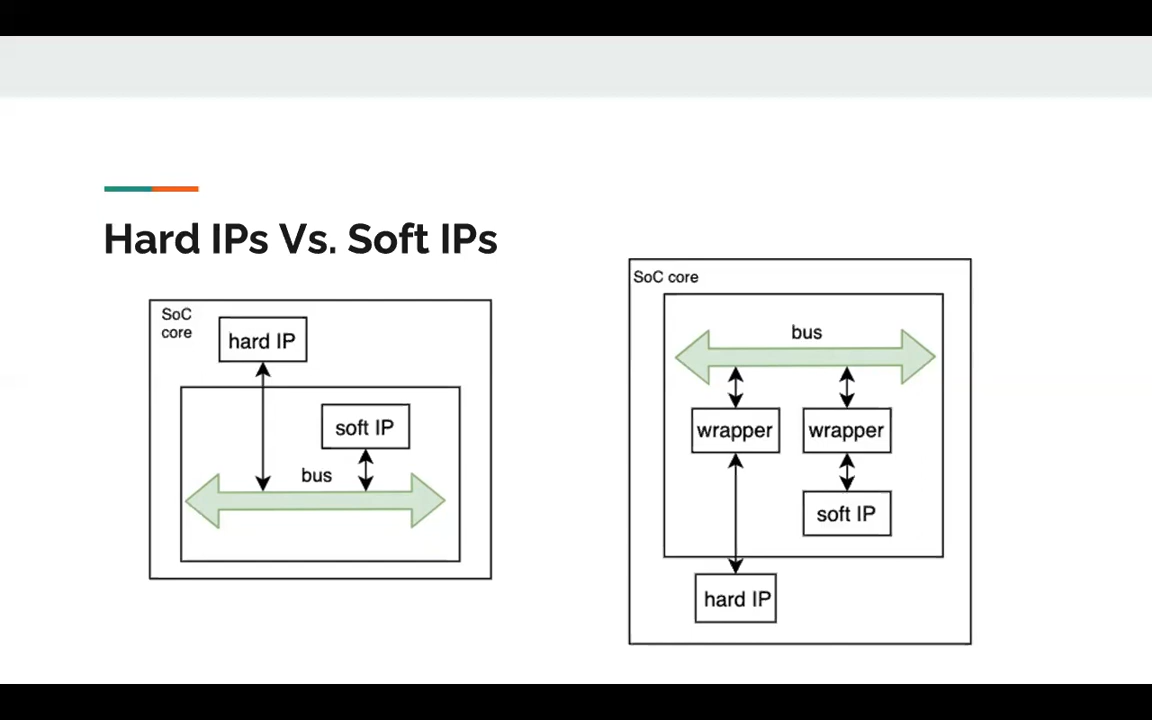 Hard IPs Vs. Soft IPs
SoC
core
hard IP
soft IP
bus
SoC core
bus
wrapper
wrapper
soft IP
hard IP